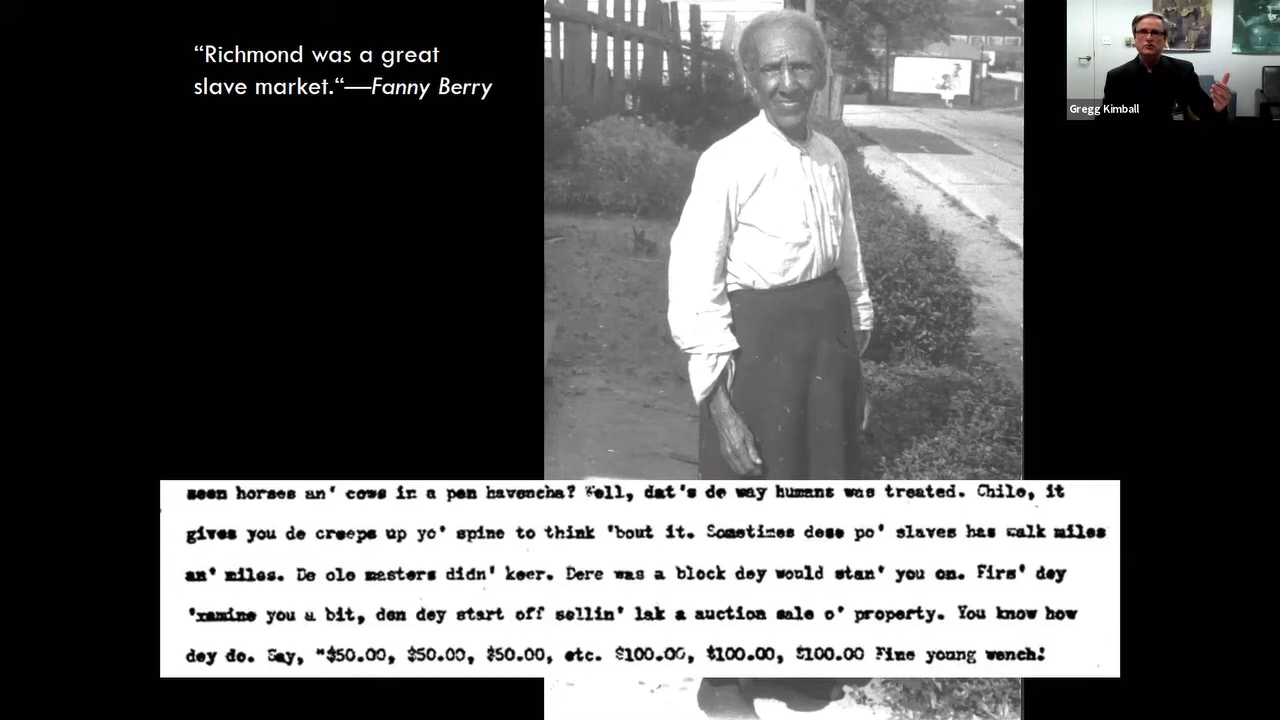 “Richmond was a great
slave market.“—Fanny Berry
Gregg Kimball
seen horses an' cows in a pen havencha? Well, dat's de way humans was treated. Chile, it
gives you de creeps up yo' spine to think 'bout it. Sometimes dese po' slaves has walk miles
an' miles. De ole masters didn' keer. Dere was a block dey would stan' you on. Firs' dey
'xamine you a bit, den dey start off sellin' lak a auction sale o' property. You know how
dey do. Say, "$50.00, $50.00, $50.00, etc. $100.00, $100.00, $100.00 Fine young wench!